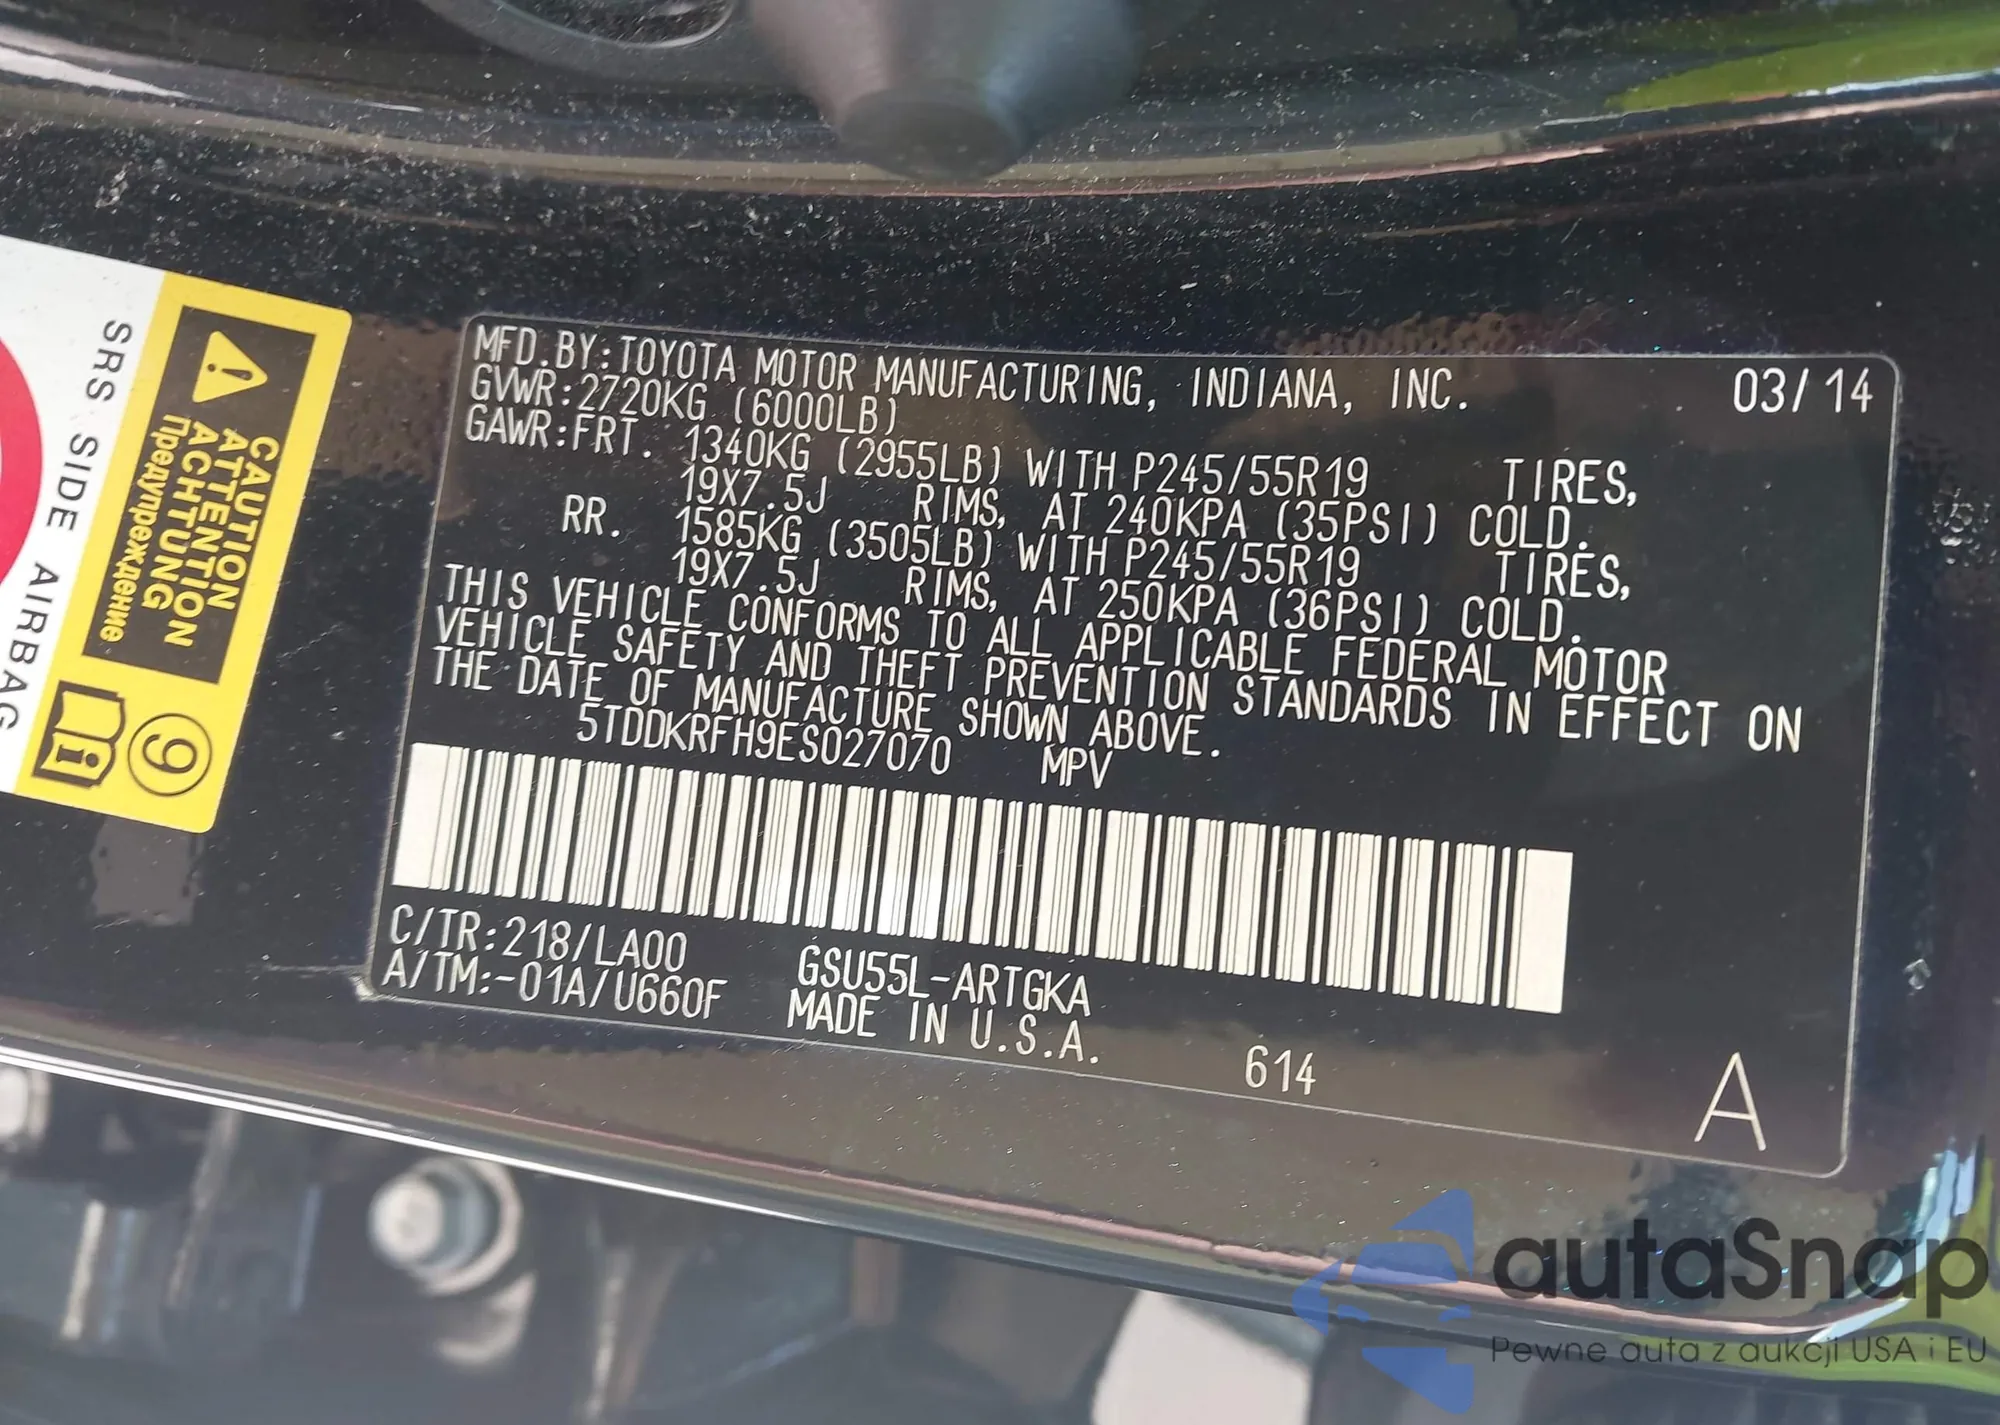 MFD.BY:TOYOTA MOTOR MANUFACTURING, INDIANA, INC. 03/14
GVWR:2720KG (6000LB)
GAWR:FRT. 1340KG (2955LB) WITH P245/55R19 TIRES,
19X7.5J RIMS, AT 240KPA (35PSI) COLD.
RR. 1585KG (3505LB) WITH P245/55R19 TIRES,
19X7.5J RIMS, AT 250KPA (36PSI) COLD.
THIS VEHICLE CONFORMS TO ALL APPLICABLE FEDERAL MOTOR
VEHICLE SAFETY AND THEFT PREVENTION STANDARDS IN EFFECT ON
THE DATE OF MANUFACTURE SHOWN ABOVE.
5TDDKRFH9ES027070 MPV
C/TR:218/LA00 GSU55L-ARTGKA
A/TM:-01A/U660F MADE IN U.S.A.
614
A
SRS SIDE AIRBAG
CAUTION
ATTENTION
ACHTUNG
Предупреждение
9
autaSnap
Pewne auta z aukcji USA i EU